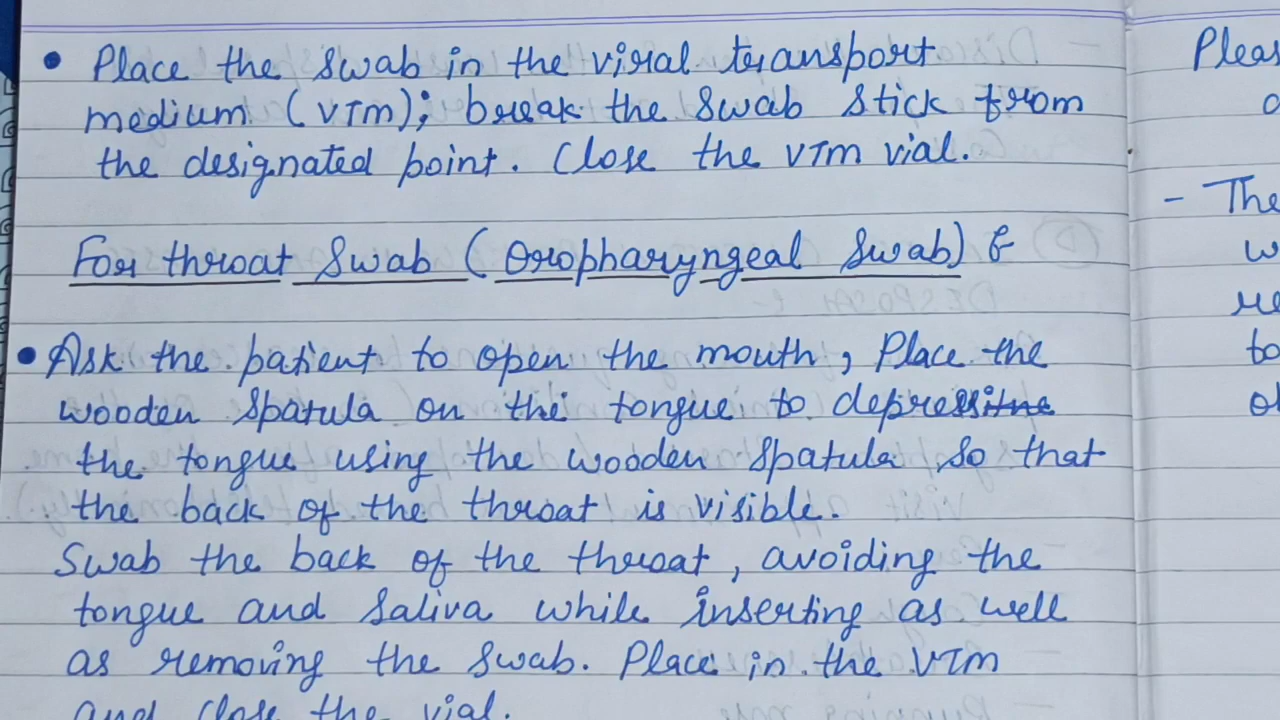 • Place the Swab in the viral transport
medium (VTM); break the Swab stick from
the designated point. Close the VTM vial.
For throat Swab (Oropharyngeal Swab) :-
• Ask the patient to open the mouth, Place the
wooden Spatula on the tongue to depress
the tongue using the wooden Spatula so that
the back of the throat is visible.
Swab the back of the throat, avoiding the
tongue and Saliva while inserting as well
as removing the Swab. Place in the VTM
and close the vial.
- The
to